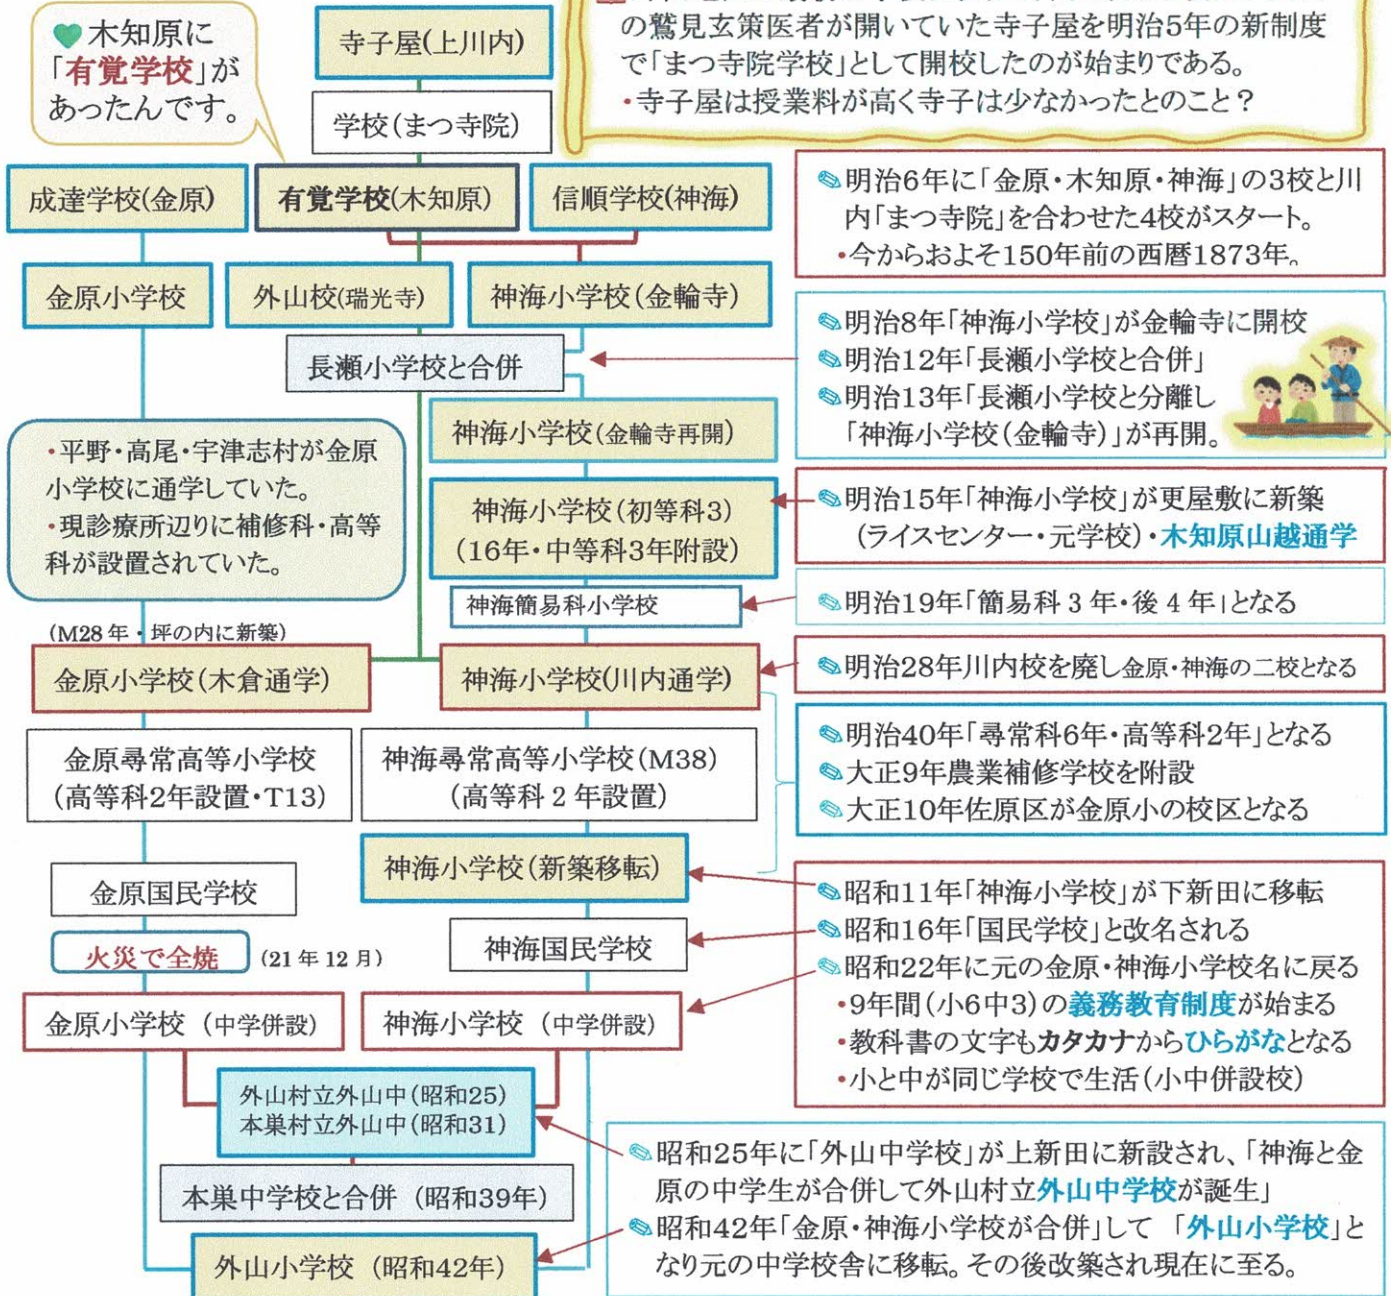 ♥木知原に
「有覚学校」が
あったんです。
寺子屋(上川内)
学校(まつ寺院)
の鷲見玄策医者が開いていた寺子屋を明治5年の新制度
で「まつ寺院学校」として開校したのが始まりである。
・寺子屋は授業料が高く寺子は少なかったとのこと？
成達学校(金原)
有覚学校(木知原)
信順学校(神海)
✎明治6年に「金原・木知原・神海」の3校と川
内「まつ寺院」を合わせた4校がスタート。
・今からおよそ150年前の西暦1873年。
金原小学校
外山校(瑞光寺)
神海小学校(金輪寺)
長瀬小学校と合併
✎明治8年「神海小学校」が金輪寺に開校
✎明治12年「長瀬小学校と合併」
✎明治13年「長瀬小学校と分離し
「神海小学校(金輪寺)」が再開。
神海小学校(金輪寺再開)
・平野・高尾・宇津志村が金原
小学校に通学していた。
・現診療所辺りに補修科・高等
科が設置されていた。
神海小学校(初等科3)
(16年・中等科3年附設)
✎明治15年「神海小学校」が更屋敷に新築
(ライスセンター・元学校)・木知原山越通学
神海簡易科小学校
✎明治19年「簡易科3年・後4年」となる
(M28年・坪の内に新築)
金原小学校(木倉通学)
神海小学校(川内通学)
✎明治28年川内校を廃し金原・神海の二校となる
金原尋常高等小学校
(高等科2年設置・T13)
神海尋常高等小学校(M38)
(高等科2年設置)
✎明治40年「尋常科6年・高等科2年」となる
✎大正9年農業補修学校を附設
✎大正10年佐原区が金原小の校区となる
神海小学校(新築移転)
金原国民学校
神海国民学校
火災で全焼
(21年12月)
✎昭和11年「神海小学校」が下新田に移転
✎昭和16年「国民学校」と改名される
✎昭和22年に元の金原・神海小学校名に戻る
・9年間(小6中3)の義務教育制度が始まる
・教科書の文字もカタカナからひらがなとなる
・小と中が同じ学校で生活(小中併設校)
金原小学校 (中学併設)
神海小学校 (中学併設)
外山村立外山中(昭和25)
本巣村立外山中(昭和31)
本巣中学校と合併 (昭和39年)
外山小学校 (昭和42年)
✎昭和25年に「外山中学校」が上新田に新設され、「神海と金
原の中学生が合併して外山村立外山中学校が誕生」
✎昭和42年「金原・神海小学校が合併」して 「外山小学校」と
なり元の中学校舎に移転。その後改築され現在に至る。